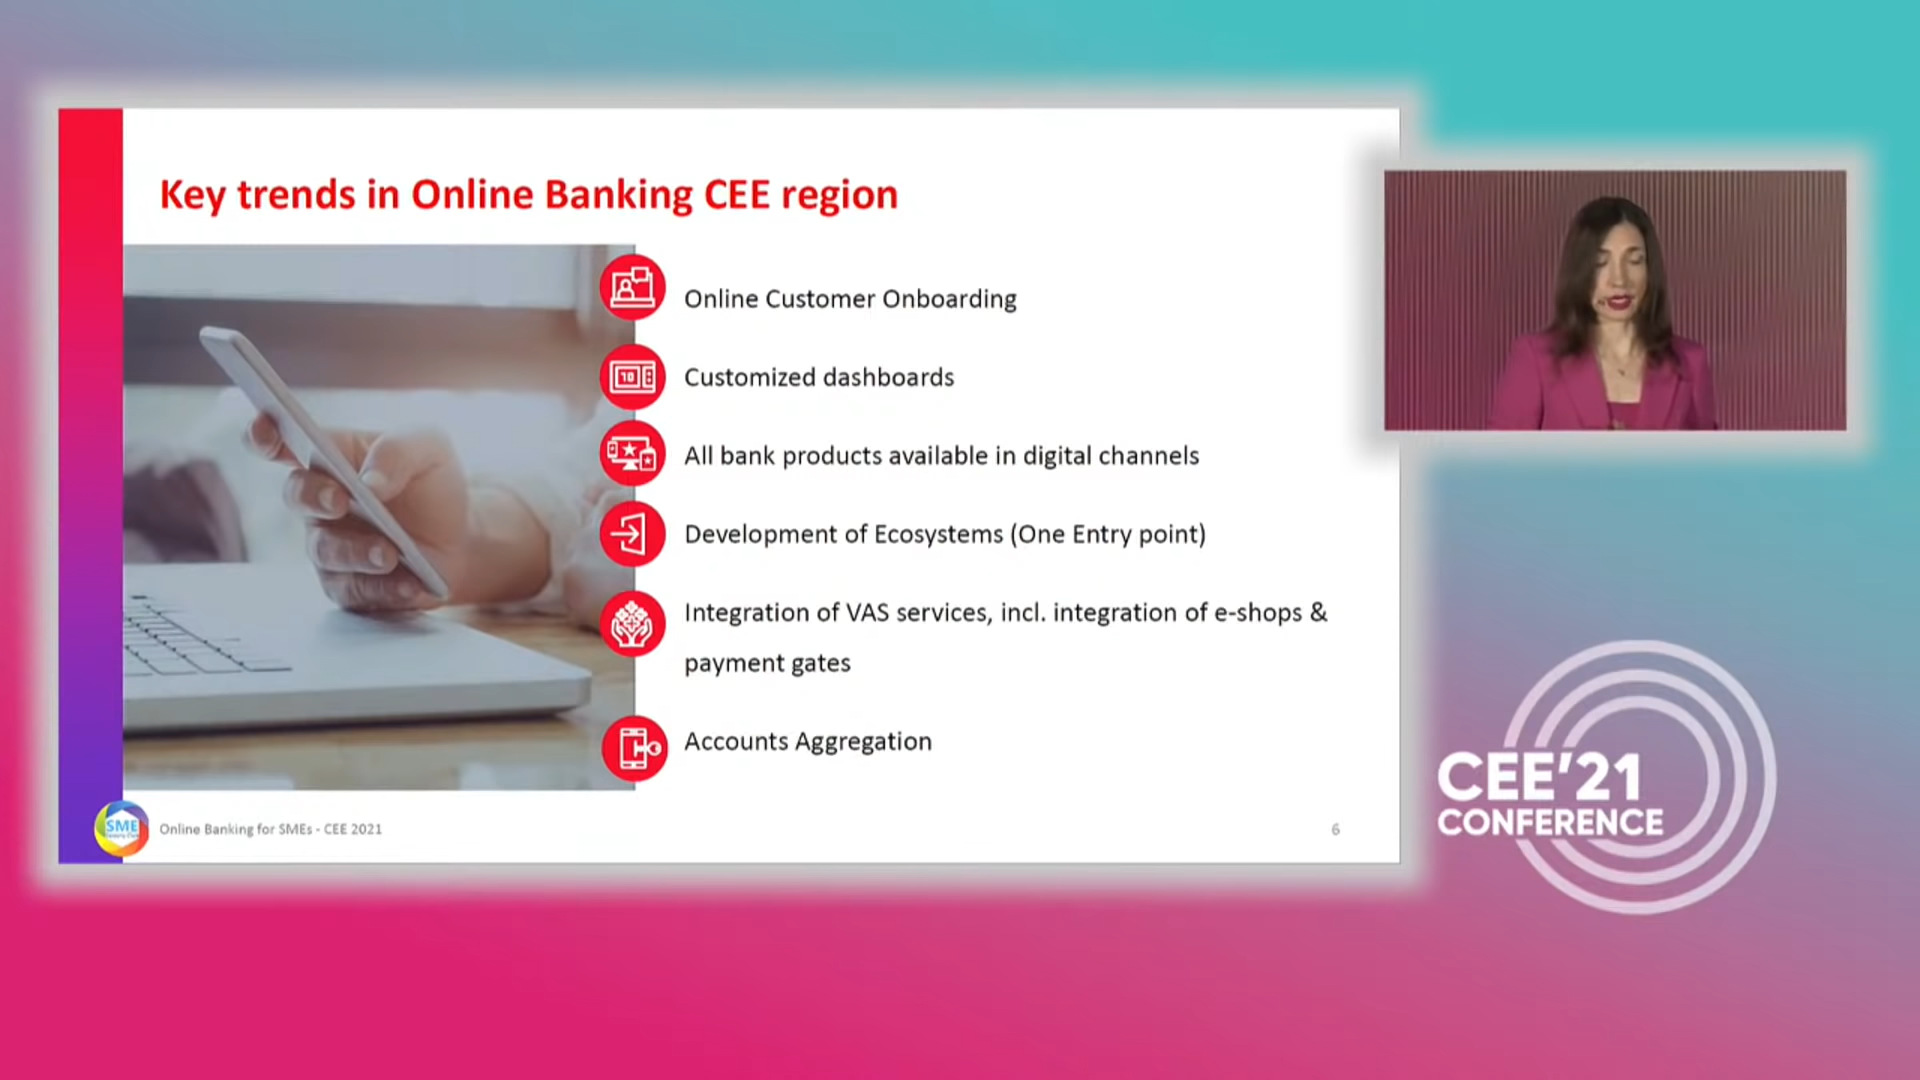 Key trends in Online Banking CEE region
Online Customer Onboarding
10
Customized dashboards
All bank products available in digital channels
Development of Ecosystems (One Entry point)
Integration of VAS services, incl. integration of e-shops &
payment gates
Accounts Aggregation
SME
Online Banking for SMEs - CEE 2021
6
CEE'21
CONFERENCE